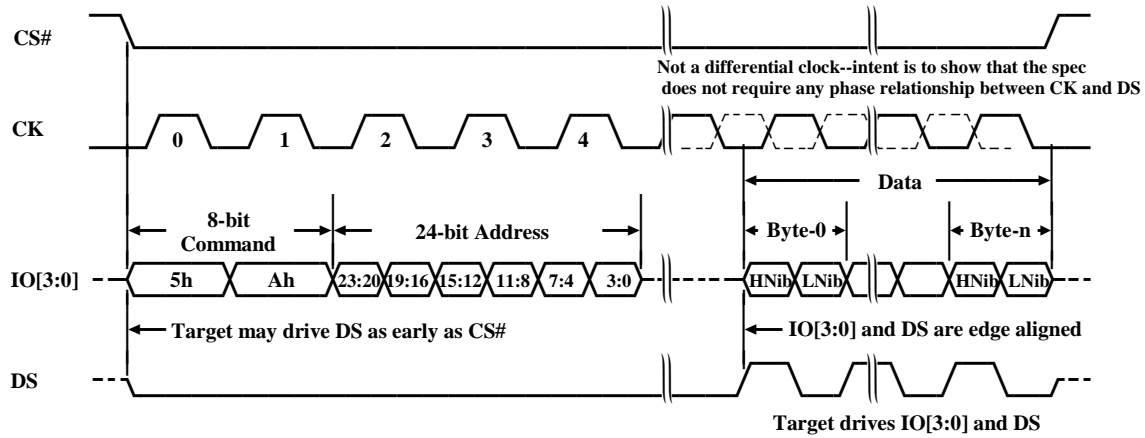 CS#
Not a differential clock--intent is to show that the spec
does not require any phase relationship between CK and DS
CK
0 1 2 3 4
Data
8-bit
Command
24-bit Address
Byte-0
Byte-n
IO[3:0]
5h Ah 23:20 19:16 15:12 11:8 7:4 3:0 HNib LNib HNib LNib
Target may drive DS as early as CS#
IO[3:0] and DS are edge aligned
DS
Target drives IO[3:0] and DS